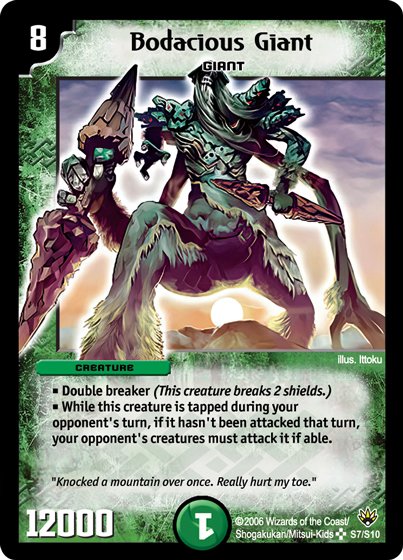 8
Bodacious Giant
GIANT
illus. Ittoku
CREATURE
▪ Double breaker (This creature breaks 2 shields.)
▪ While this creature is tapped during your
opponent's turn, if it hasn't been attacked that turn,
your opponent's creatures must attack it if able.
"Knocked a mountain over once. Really hurt my toe."
12000
1
©2006 Wizards of the Coast/
Shogakukan/Mitsui-Kids S7/S10